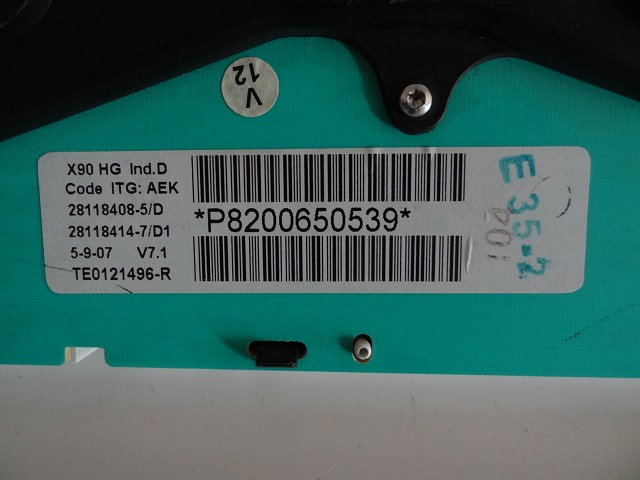 V
12
X90 HG Ind.D
Code ITG: AEK
28118408-5/D
28118414-7/D1
5-9-07 V7.1
TE0121496-R
*P8200650539*
E 35-2